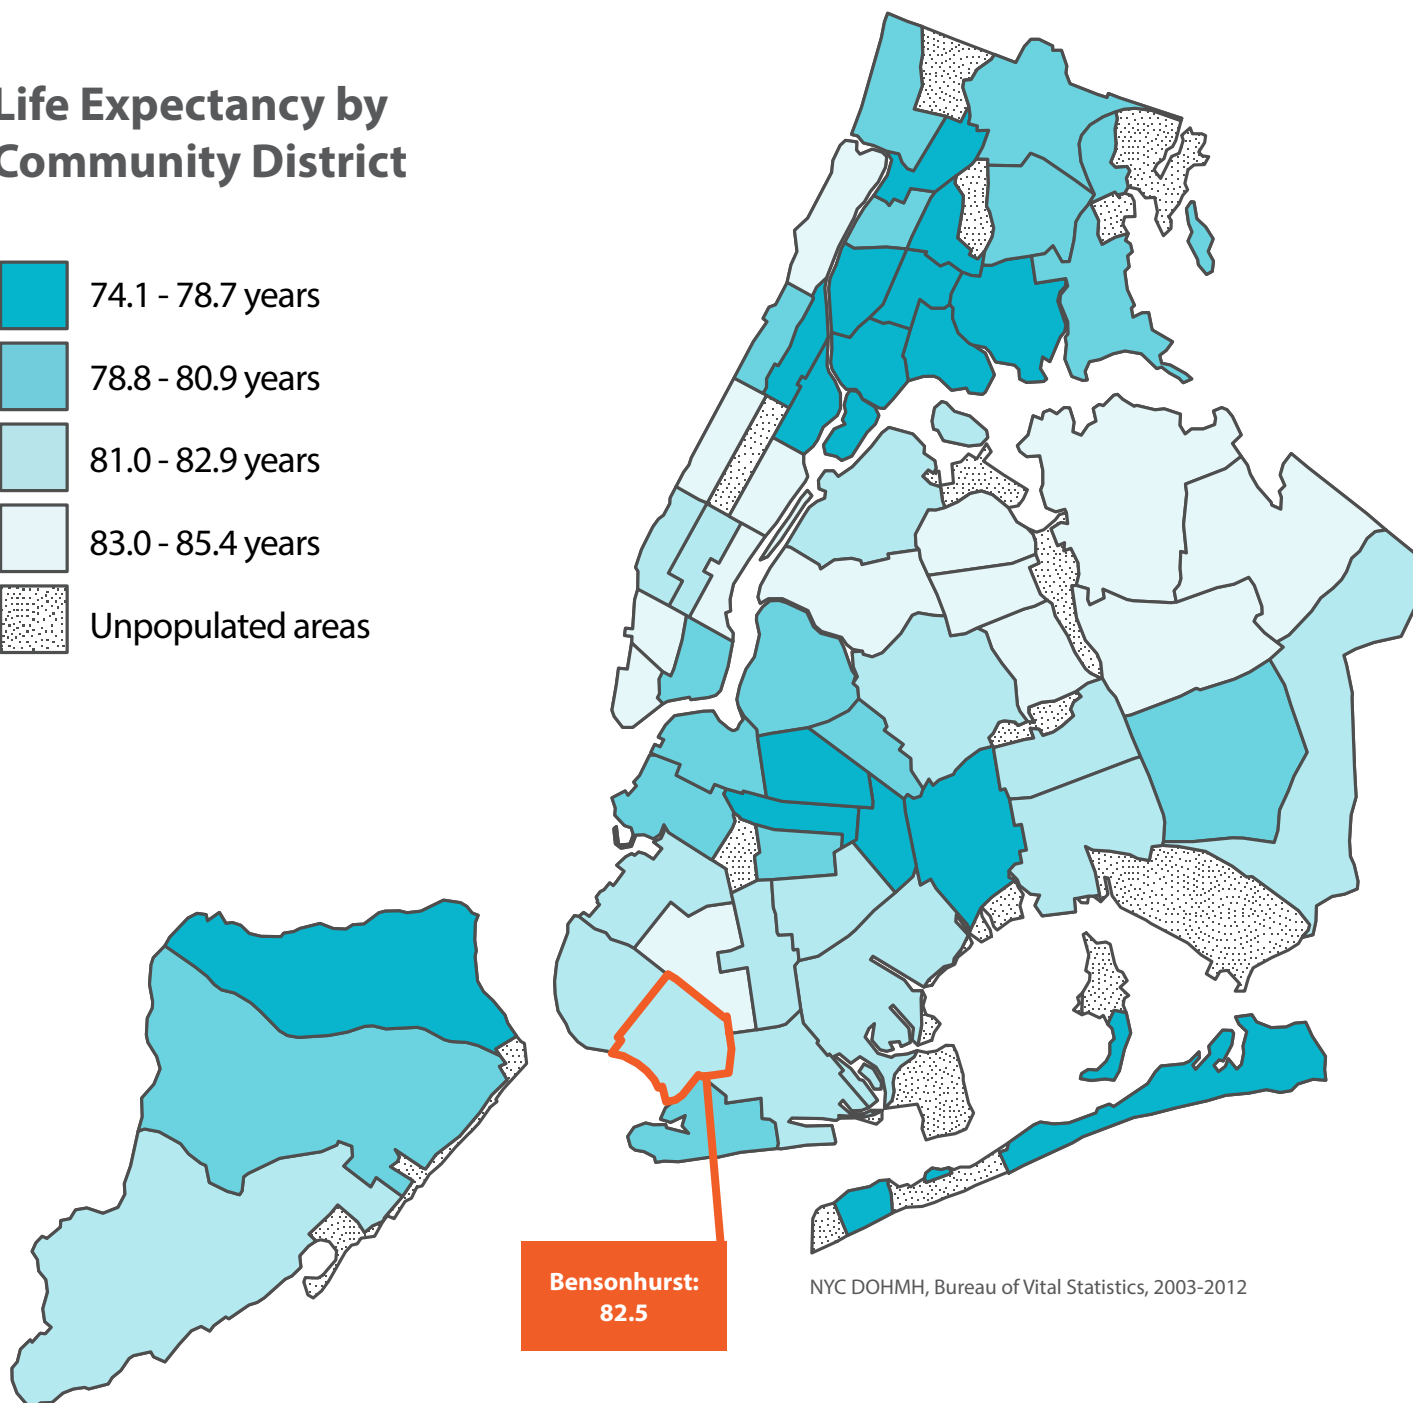 Life Expectancy by
Community District
74.1 - 78.7 years
78.8 - 80.9 years
81.0 - 82.9 years
83.0 - 85.4 years
Unpopulated areas
Bensonhurst:
82.5
NYC DOHMH, Bureau of Vital Statistics, 2003-2012